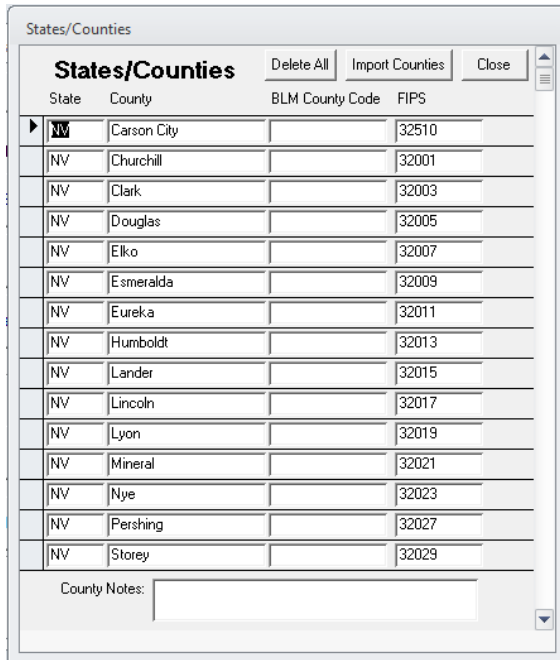 States/Counties
States/Counties Delete All Import Counties Close
State County BLM County Code FIPS
NV Carson City 32510
NV Churchill 32001
NV Clark 32003
NV Douglas 32005
NV Elko 32007
NV Esmeralda 32009
NV Eureka 32011
NV Humboldt 32013
NV Lander 32015
NV Lincoln 32017
NV Lyon 32019
NV Mineral 32021
NV Nye 32023
NV Pershing 32027
NV Storey 32029
County Notes: